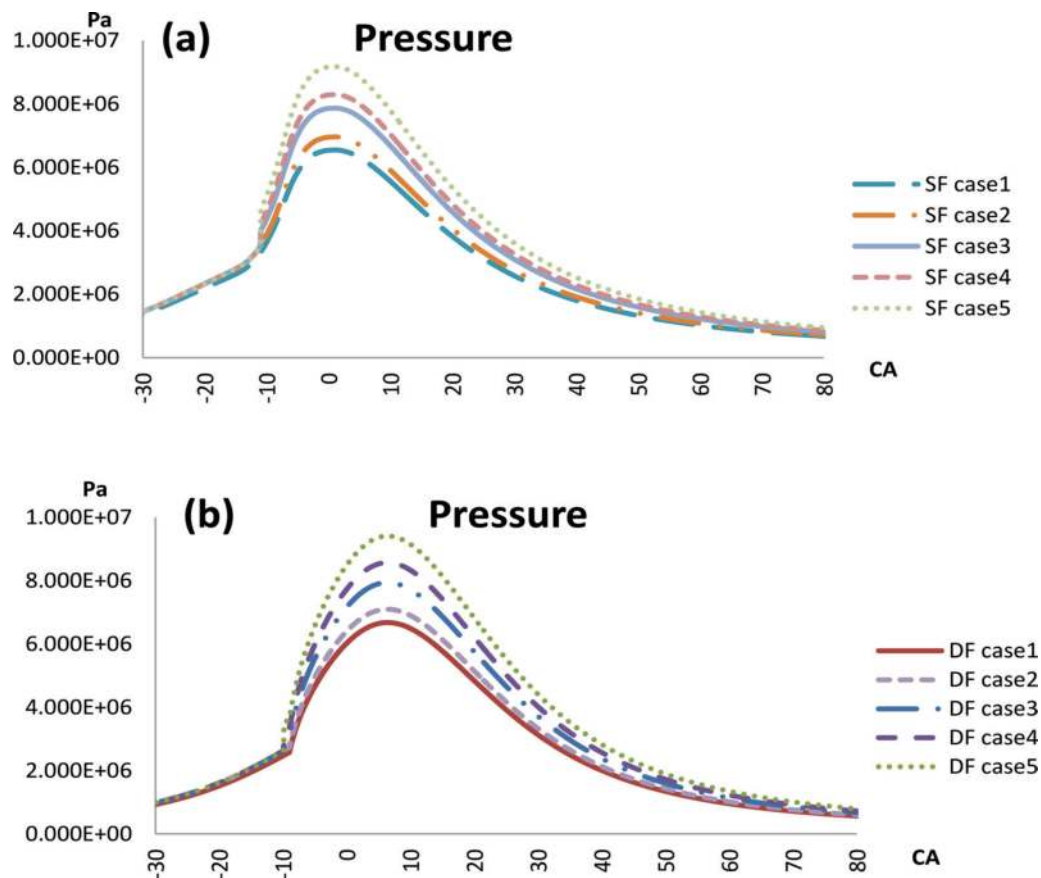 Pa
(a) Pressure
1.000E+07
8.000E+06
6.000E+06
4.000E+06
2.000E+06
0.000E+00
-30 -20 -10 0 10 20 30 40 50 60 70 80
CA
SF case1
SF case2
SF case3
SF case4
SF case5
Pa
(b) Pressure
1.000E+07
8.000E+06
6.000E+06
4.000E+06
2.000E+06
0.000E+00
-30 -20 -10 0 10 20 30 40 50 60 70 80
CA
DF case1
DF case2
DF case3
DF case4
DF case5